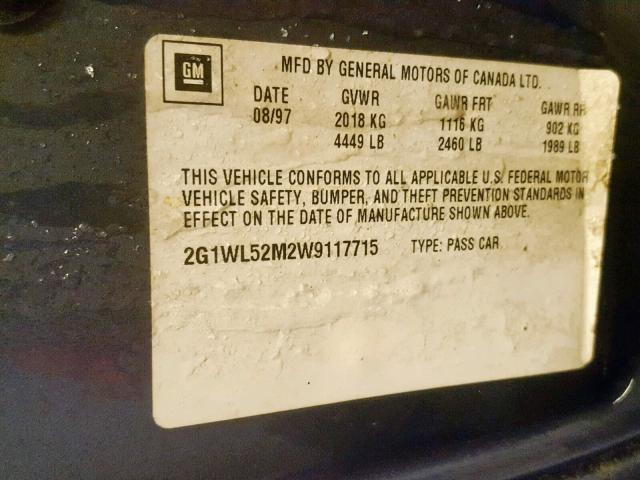 GM
MFD BY GENERAL MOTORS OF CANADA LTD.
DATE GVWR GAWR FRT GAWR RR
08/97 2018 KG 1116 KG 902 KG
4449 LB 2460 LB 1989 LB
THIS VEHICLE CONFORMS TO ALL APPLICABLE U.S. FEDERAL MOTOR
VEHICLE SAFETY, BUMPER, AND THEFT PREVENTION STANDARDS IN
EFFECT ON THE DATE OF MANUFACTURE SHOWN ABOVE.
2G1WL52M2W9117715 TYPE: PASS CAR